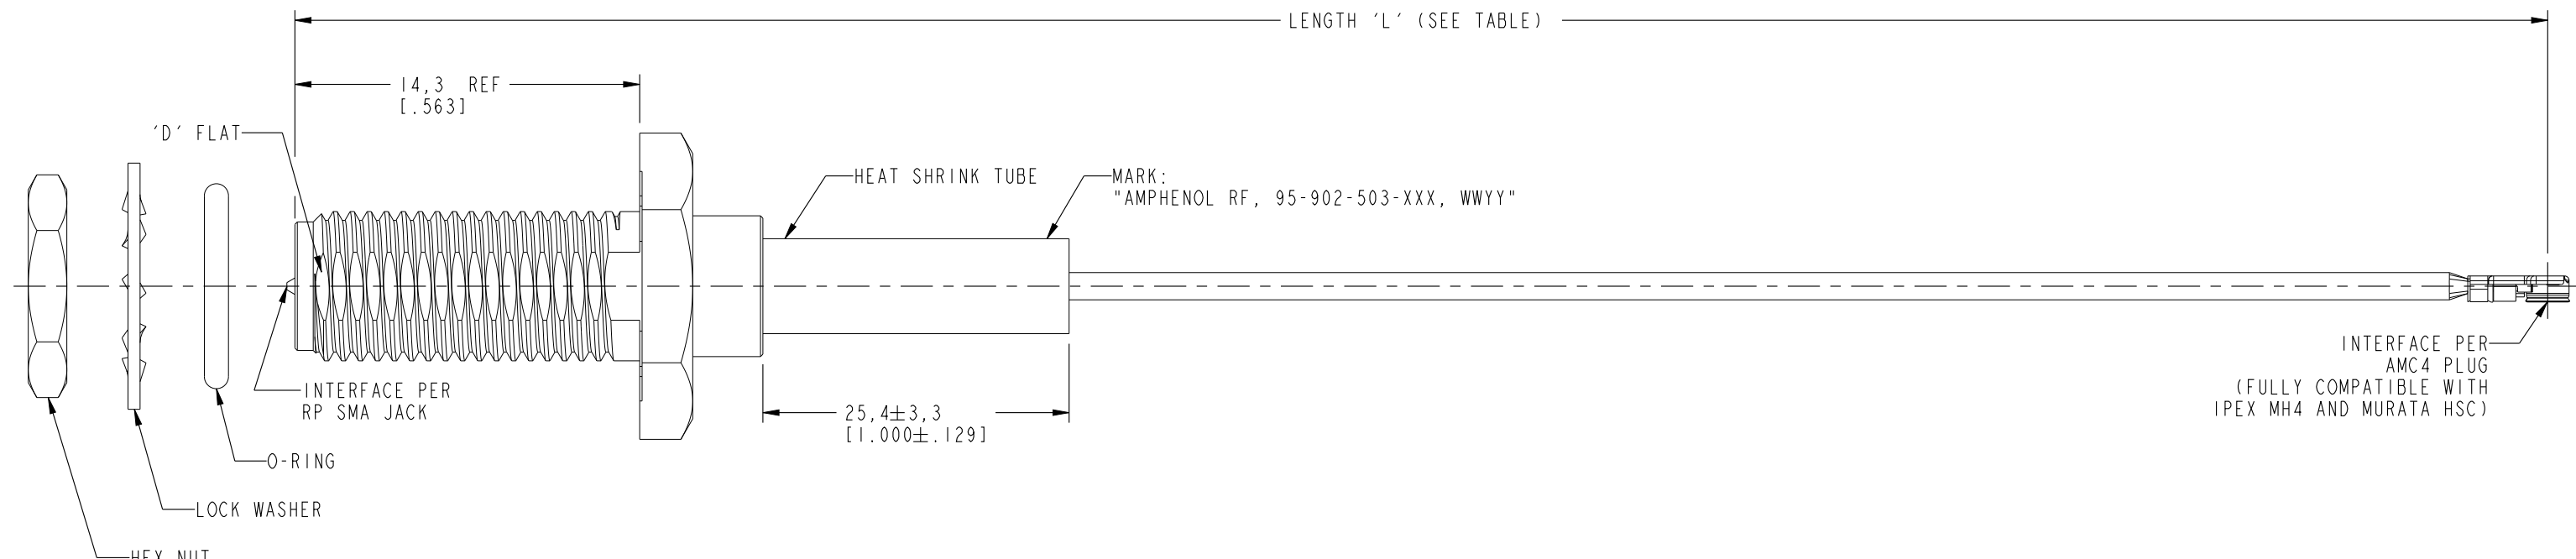 LENGTH 'L' (SEE TABLE)
14,3 REF
[.563]
'D' FLAT
HEAT SHRINK TUBE
MARK:
"AMPHENOL RF, 95-902-503-XXX, WWYY"
INTERFACE PER
RP SMA JACK
25,4±3,3
[1.000±.129]
INTERFACE PER
AMC4 PLUG
(FULLY COMPATIBLE WITH
IPEX MH4 AND MURATA HSC)
O-RING
LOCK WASHER
HEX NUT